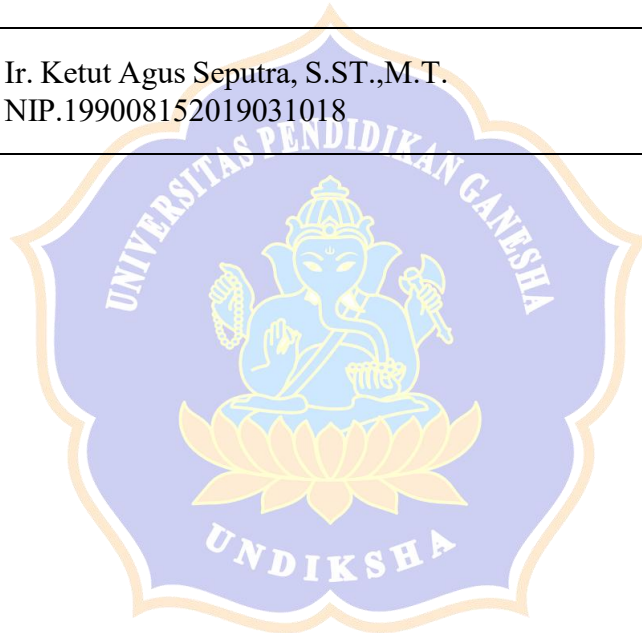 Ir. Ketut Agus Seputra, S.ST.,M.T.
NIP.199008152019031018
UNIVERSITAS PENDIDIKAN GANESHA
UNDIKSHA